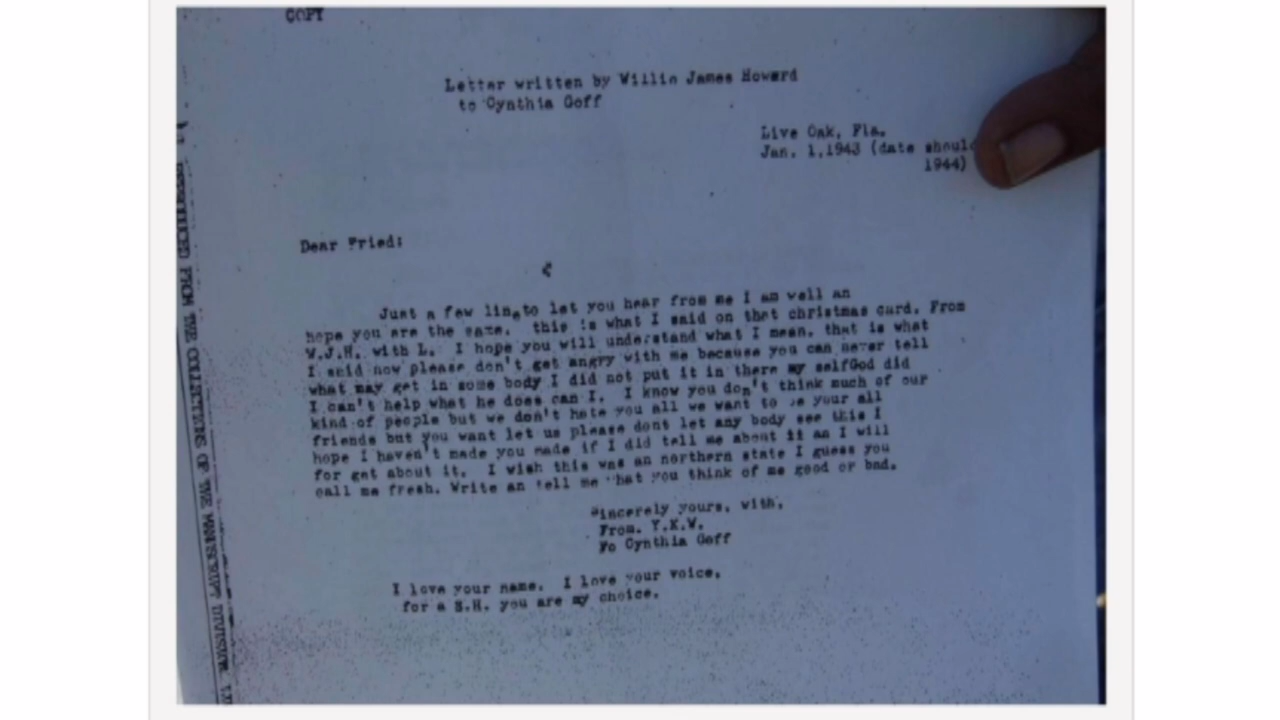 COPY
Letter written by Willie James Howard
to Cynthia Goff
Live Oak, Fla.
Jan. 1,1943 (date should
1944)
Dear Fried:
Just a few lin to let you hear from me I am well an
hope you are the same. this is what I said on that christmas card. From
W.J.H. with L. I hope you will understand what I mean. that is what
I said now please don't get angry with me because you can never tell
what may get in some body I did not put it in there my selfGod did
I can't help what he does can I. I know you don't think much of our
kind of people but we don't hate you all we want to be your all
friends but you want let us please dont let any body see this I
hope I haven't made you made if I did tell me about it an I will
for get about it. I wish this was an northern state I guess you
call me fresh. Write an tell me what you think of me good or bad.
Sincerely yours, with,
From. Y.K.W.
To Cynthia Goff
I love your name. I love your voice,
for a S.H. you are my choice.
REPRODUCED FROM THE COLLECTIONS OF THE MANUSCRIPT DIVISION